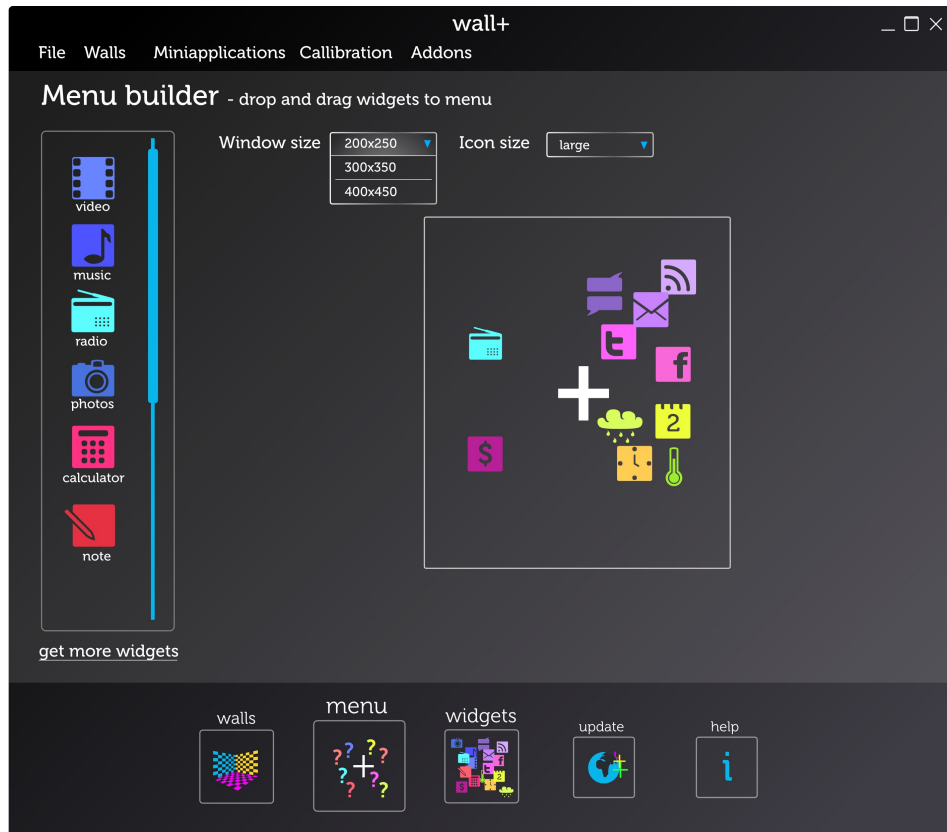 wall+
File Walls Miniapplications Callibration Addons
Menu builder - drop and drag widgets to menu
Window size 200x250 Icon size large
300x350
400x450
video
music
radio
photos
calculator
note
t
f
2
$
get more widgets
walls menu widgets update help
? ? ? ? ? ? ? ?
i